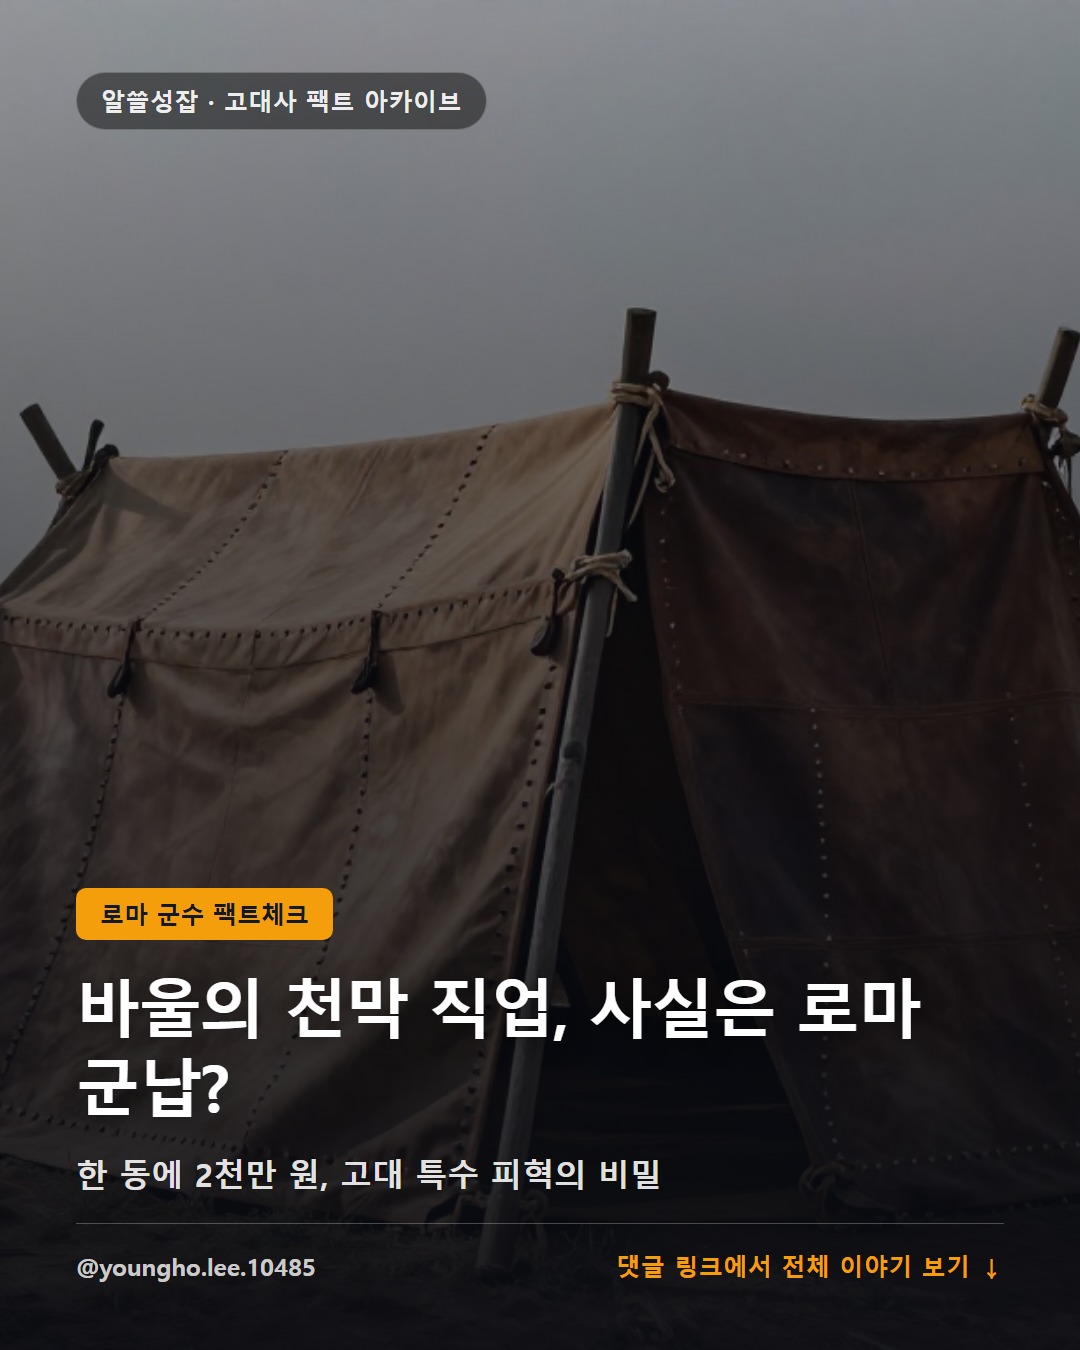 알쓸성잡 · 고대사 팩트 아카이브
로마 군수 팩트체크
바울의 천막 직업, 사실은 로마
군납?
한 동에 2천만 원, 고대 특수 피혁의 비밀
@youngho.lee.10485
댓글 링크에서 전체 이야기 보기 ↓